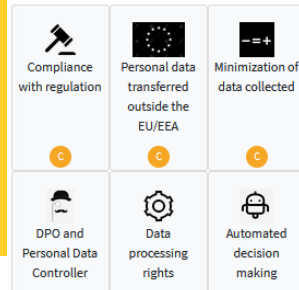 -=+
Compliance
with regulation
C
Personal data
transferred
outside the
EU/EEA
C
Minimization of
data collected
C
DPO and
Personal Data
Controller
Data
processing
rights
Automated
decision
making